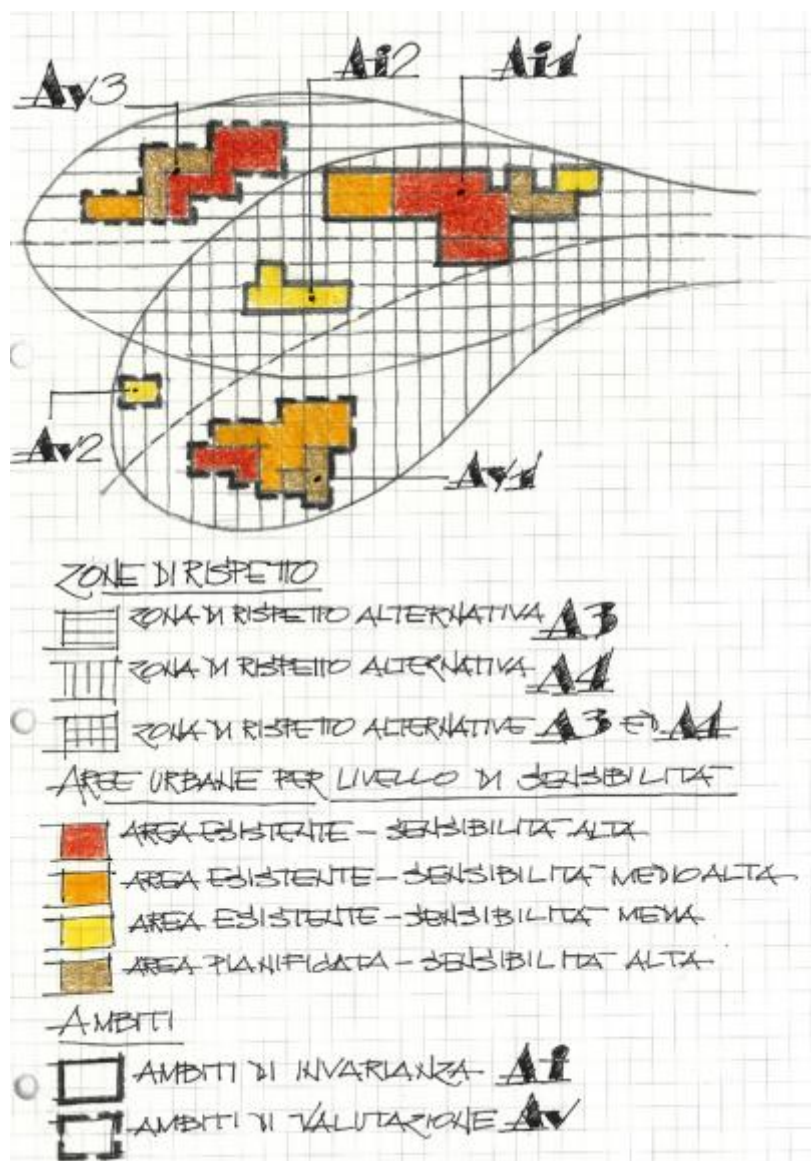 Av3
Ai2
Ai1
Av2
Av1
ZONE DI RISPETTO
ZONA DI RISPETTO ALTERNATIVA A3
ZONA DI RISPETTO ALTERNATIVA A4
ZONA DI RISPETTO ALTERNATIVE A3 ED A4
AREE URBANE PER LIVELLO DI SENSIBILITA'
AREA ESISTENTE - SENSIBILITA' ALTA
AREA ESISTENTE - SENSIBILITA' MEDIO ALTA
AREA ESISTENTE - SENSIBILITA' MEDIA
AREA PIANIFICATA - SENSIBILITA' ALTA
AMBITI
AMBITI DI INVARIANZA Ai
AMBITI DI VALUTAZIONE Av